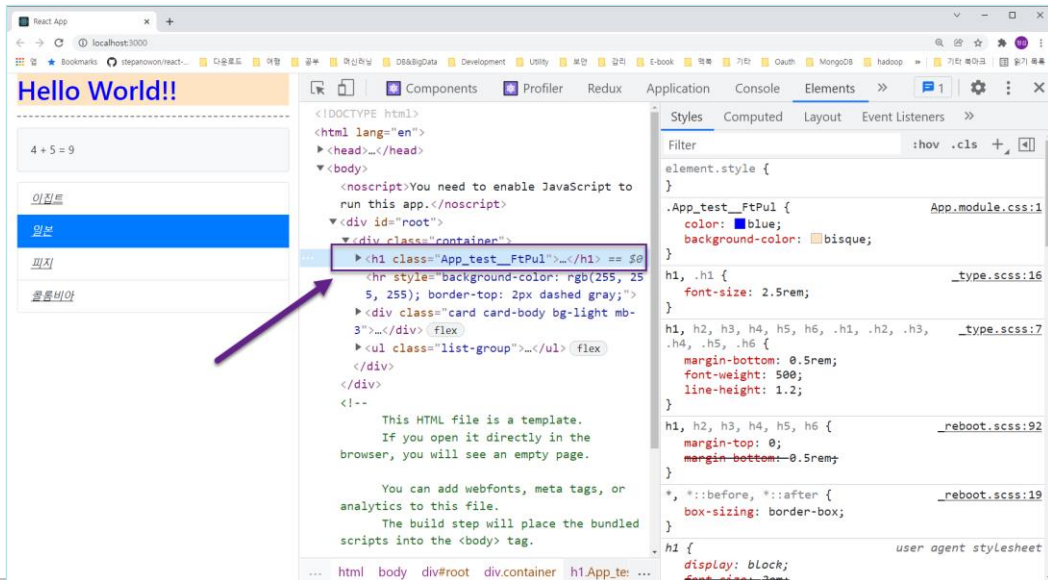 React App
localhost:3000
앱 Bookmarks stepanowon/react-... 다운로드 여행 공부 머신러닝 DB&BigData Development Utility 보안 갑리 E-book 먹록 기타 Oauth MongoDB hadoop » 기타 북마크 읽기 목록
Hello World!!
4 + 5 = 9
이집트
일본
피지
콜롬비아
Components Profiler Redux Application Console Elements » 1
<!DOCTYPE html>
<html lang="en">
▶<head>…</head>
▼<body>
<noscript>You need to enable JavaScript to
run this app.</noscript>
▼<div id="root">
▼<div class="container">
▶<h1 class="App_test__FtPul">…</h1> == $0
<hr style="background-color: rgb(255, 25
5, 255); border-top: 2px dashed gray;">
▶<div class="card card-body bg-light mb-
3">…</div> flex
▶<ul class="list-group">…</ul> flex
</div>
</div>
<!--
This HTML file is a template.
If you open it directly in the
browser, you will see an empty page.
You can add webfonts, meta tags, or
analytics to this file.
The build step will place the bundled
scripts into the <body> tag.
... html body div#root div.container h1.App_te: ...
Styles Computed Layout Event Listeners »
Filter :hov .cls +
element.style {
}
.App_test__FtPul { App.module.css:1
color: blue;
background-color: bisque;
}
h1, .h1 { _type.scss:16
font-size: 2.5rem;
}
h1, h2, h3, h4, h5, h6, .h1, .h2, .h3, _type.scss:7
.h4, .h5, .h6 {
margin-bottom: 0.5rem;
font-weight: 500;
line-height: 1.2;
}
h1, h2, h3, h4, h5, h6 { _reboot.scss:92
margin-top: 0;
margin-bottom: 0.5rem;
}
*, *::before, *::after { _reboot.scss:19
box-sizing: border-box;
}
h1 { user agent stylesheet
display: block;
font-size: 2em;